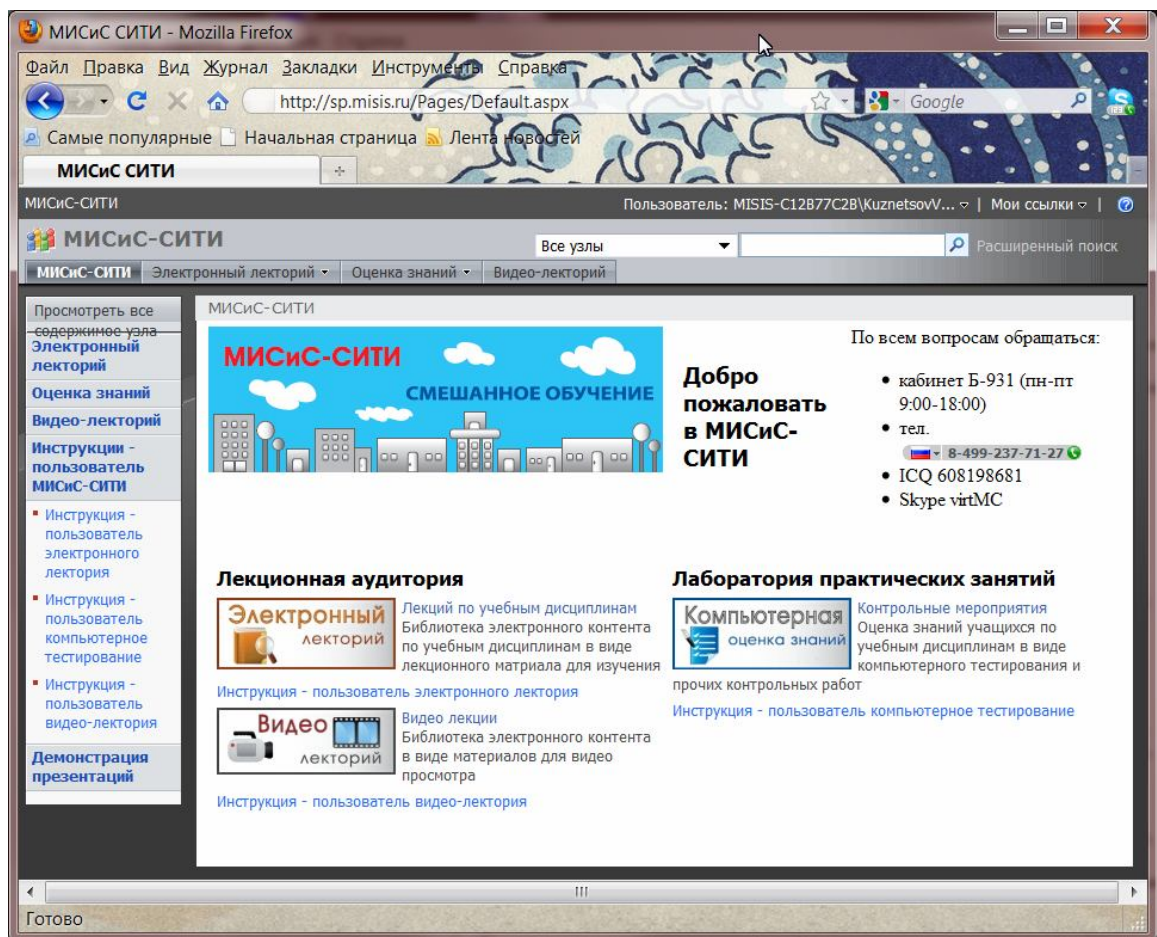 МИСиС СИТИ - Mozilla Firefox
Файл Правка Вид Журнал Закладки Инструменты Справка
http://sp.misis.ru/Pages/Default.aspx
Google
Самые популярные Начальная страница Лента новостей
МИСиС СИТИ
МИСиС-СИТИ
Пользователь: MISIS-C12B77C2B\KuznetsovV... | Мои ссылки |
МИСиС-СИТИ
Все узлы
Расширенный поиск
МИСиС-СИТИ Электронный лекторий Оценка знаний Видео-лекторий
Просмотреть все
содержимое узла
Электронный
лекторий
Оценка знаний
Видео-лекторий
Инструкции -
пользователь
МИСиС-СИТИ
Инструкция -
пользователь
электронного
лектория
Инструкция -
пользователь
компьютерное
тестирование
Инструкция -
пользователь
видео-лектория
Демонстрация
презентаций
МИСиС-СИТИ
МИСиС-СИТИ
СМЕШАННОЕ ОБУЧЕНИЕ
Добро
пожаловать
в МИСиС-
СИТИ
По всем вопросам обращаться:
• кабинет Б-931 (пн-пт
9:00-18:00)
• тел.
8-499-237-71-27
• ICQ 608198681
• Skype virtMC
Лекционная аудитория
Электронный
лекторий
Лекций по учебным дисциплинам
Библиотека электронного контента
по учебным дисциплинам в виде
лекционного матриала для изучения
Инструкция - пользователь электронного лектория
Видео
лекторий
Видео лекции
Библиотека электронного контента
в виде материалов для видео
просмотра
Инструкция - пользователь видео-лектория
Лаборатория практических занятий
Компьютерная
оценка знаний
Контрольные мероприятия
Оценка знаний учащихся по
учебным дисциплинам в виде
компьютерного тестирования и
прочих контрольных работ
Инструкция - пользователь компьютерное тестирование
Готово